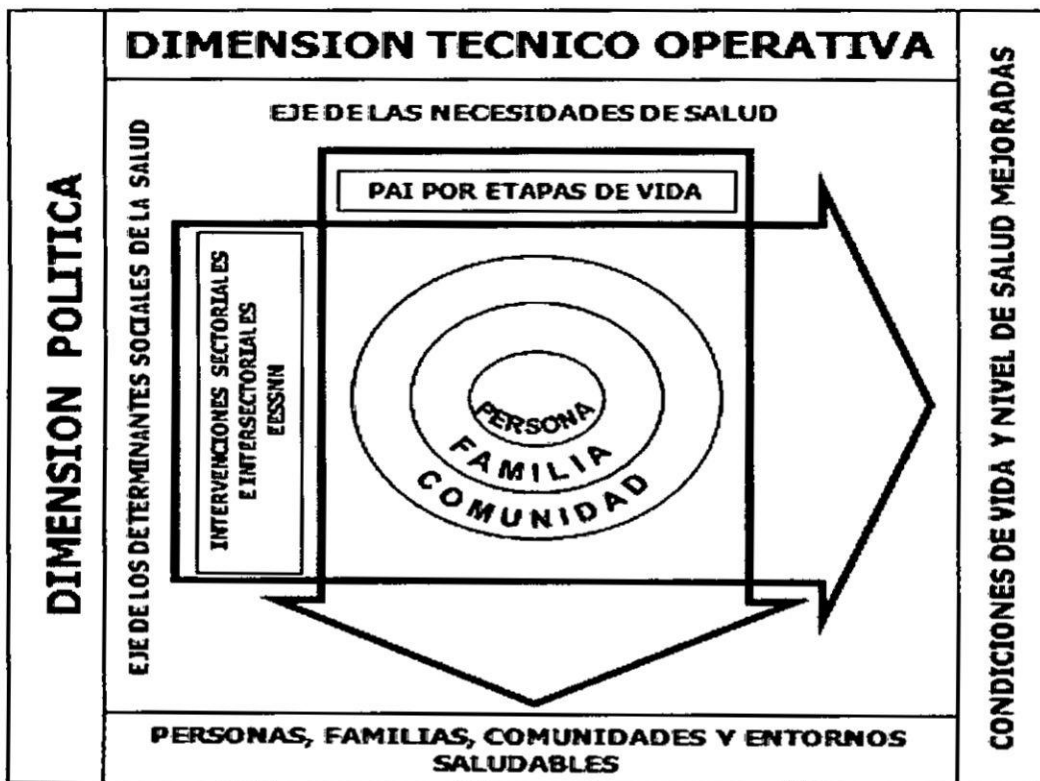 DIMENSION TECNICO OPERATIVA
EJE DE LAS NECESIDADES DE SALUD
PAI POR ETAPAS DE VIDA
DIMENSION POLITICA
EJE DE LOS DETERMINANTES SOCIALES DE LA SALUD
INTERVENCIONES SECTORIALES
E INTERSECTORIALES
EESSNN
PERSONA
FAMILIA
COMUNIDAD
CONDICIONES DE VIDA Y NIVEL DE SALUD MEJORADAS
PERSONAS, FAMILIAS, COMUNIDADES Y ENTORNOS
SALUDABLES